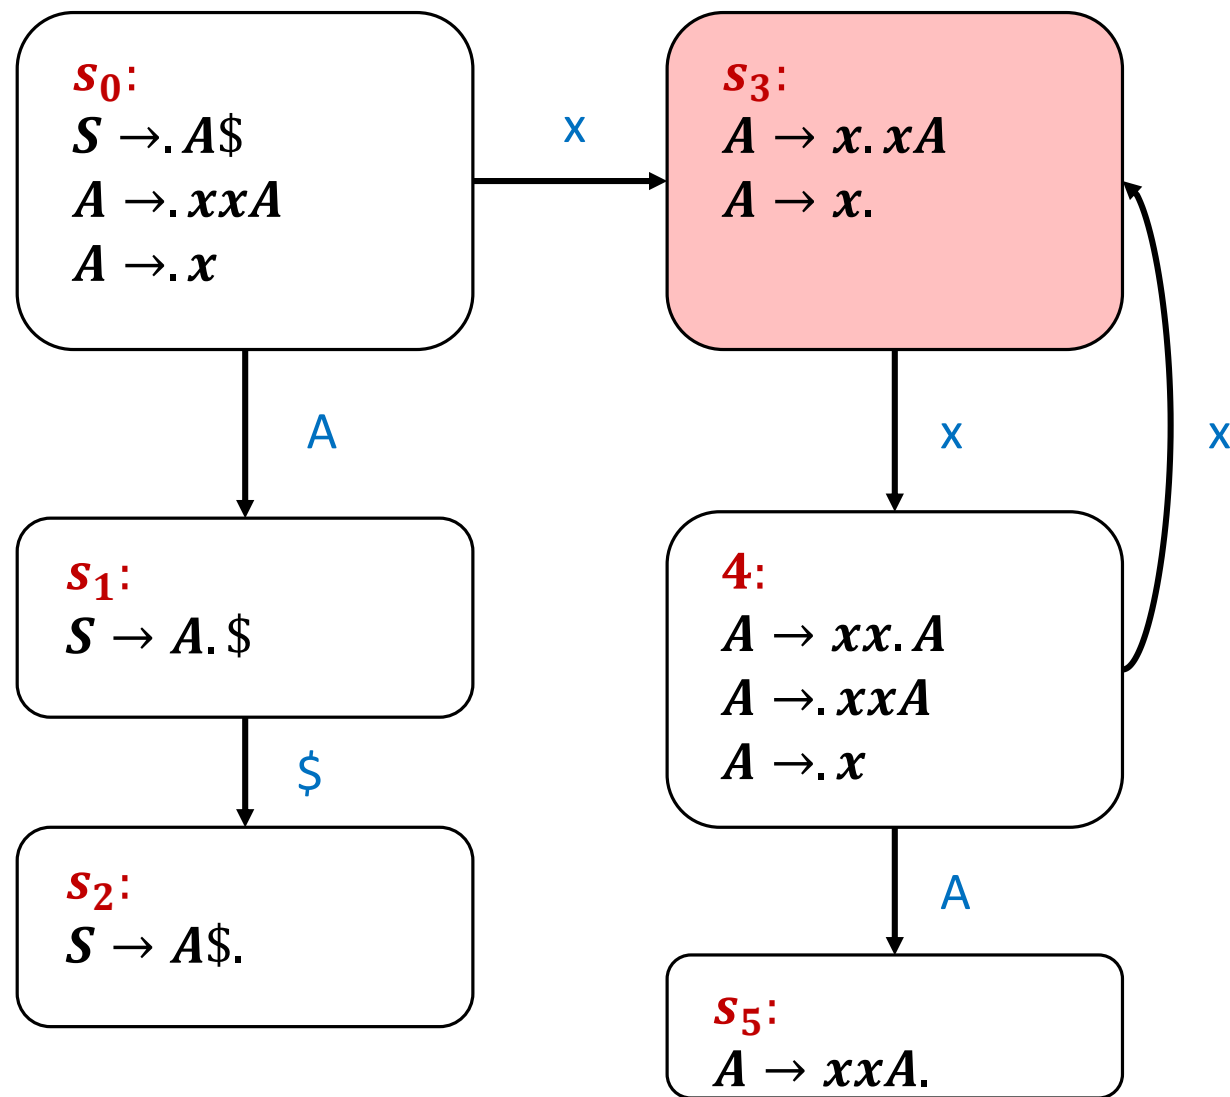 s₀:
S →. A$
A →. xxA
A →. x
x
s₃:
A → x. xA
A → x.
A
x
x
s₁:
S → A. $
4:
A → xx. A
A →. xxA
A →. x
$
s₂:
S → A$.
A
s₅:
A → xxA.